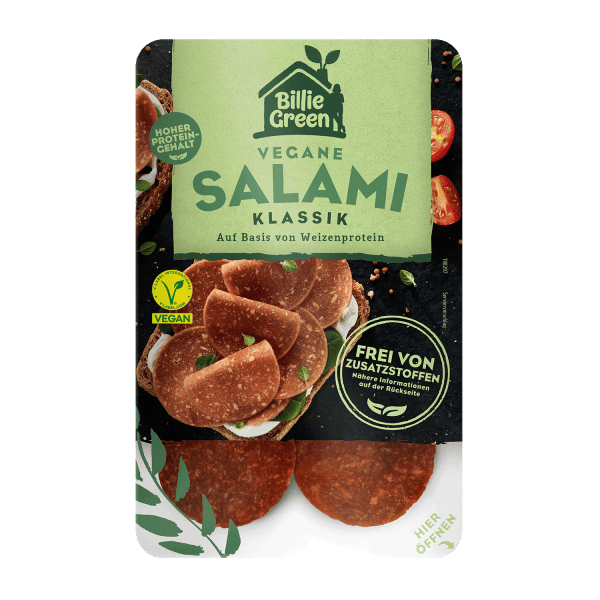 Billie
Green
HOHER
PROTEIN-
GEHALT
VEGANE
SALAMI
KLASSIK
Auf Basis von Weizenprotein
VEGAN
FREI VON
ZUSATZSTOFFEN
Nähere Informationen
auf der Rückseite
HIER
ÖFFNEN